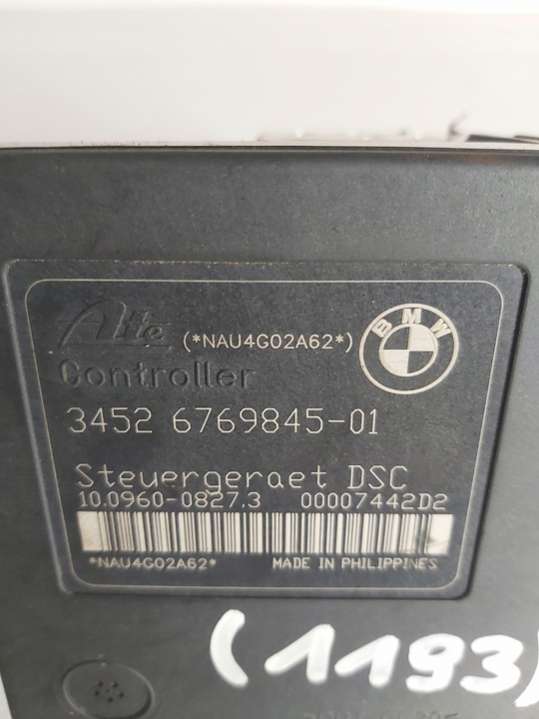 Ate
(*NAU4G02A62*)
BMW
Controller
3452 6769845-01
Steuergeraet DSC
10.0960-0827.3 00007442D2
*NAU4G02A62* MADE IN PHILIPPINES
(1193)